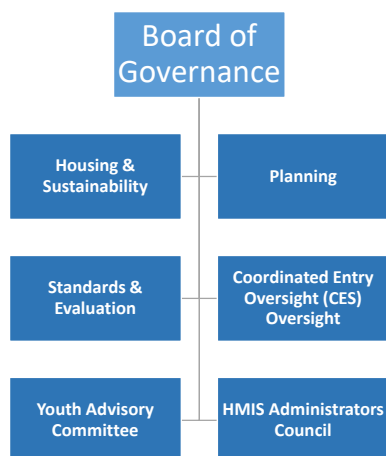 Board of
Governance
Housing &
Sustainability
Planning
Standards &
Evaluation
Coordinated Entry
Oversight (CES)
Oversight
Youth Advisory
Committee
HMIS Administrators
Council